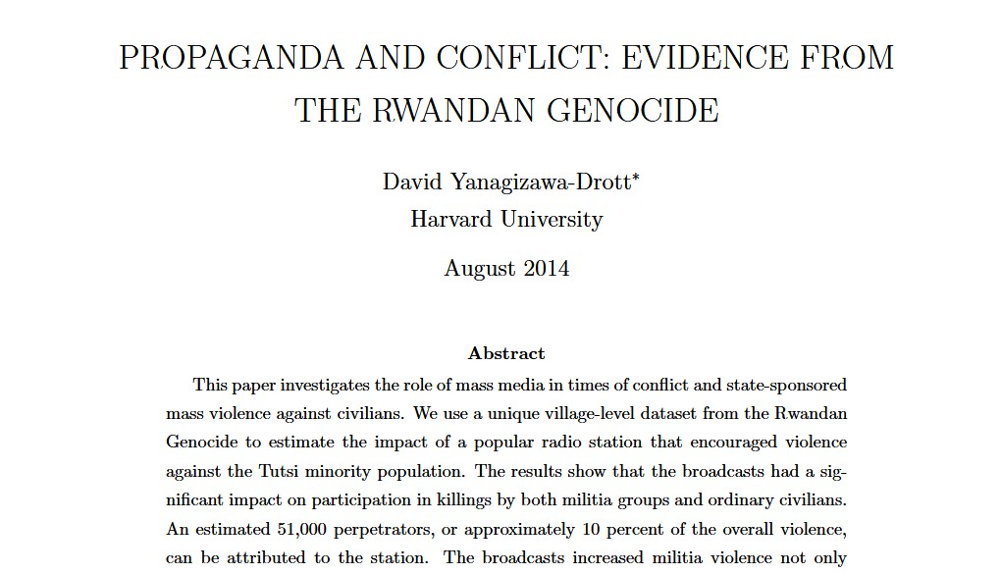 PROPAGANDA AND CONFLICT: EVIDENCE FROM
THE RWANDAN GENOCIDE
David Yanagizawa-Drott*
Harvard University
August 2014
Abstract
This paper investigates the role of mass media in times of conflict and state-sponsored
mass violence against civilians. We use a unique village-level dataset from the Rwandan
Genocide to estimate the impact of a popular radio station that encouraged violence
against the Tutsi minority population. The results show that the broadcasts had a sig-
nificant impact on participation in killings by both militia groups and ordinary civilians.
An estimated 51,000 perpetrators, or approximately 10 percent of the overall violence,
can be attributed to the station. The broadcasts increased militia violence not only